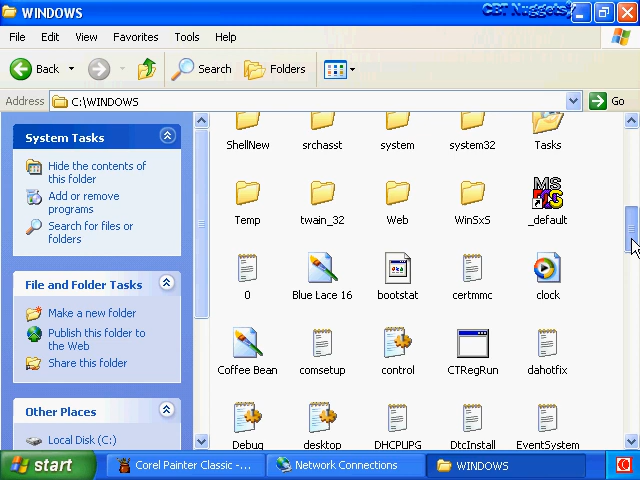 WINDOWS
CBT Nuggets
File Edit View Favorites Tools Help
Back Search Folders
Address C:\WINDOWS Go
System Tasks
Hide the contents of
this folder
Add or remove
programs
Search for files or
folders
File and Folder Tasks
Make a new folder
Publish this folder to
the Web
Share this folder
Other Places
Local Disk (C:)
ShellNew srchasst system system32 Tasks
Temp twain_32 Web WinSxS _default
0 Blue Lace 16 bootstat certmmc clock
Coffee Bean comsetup control CTRegRun dahotfix
Debug desktop DHCPUPG DtcInstall EventSystem
start Corel Painter Classic -... Network Connections WINDOWS